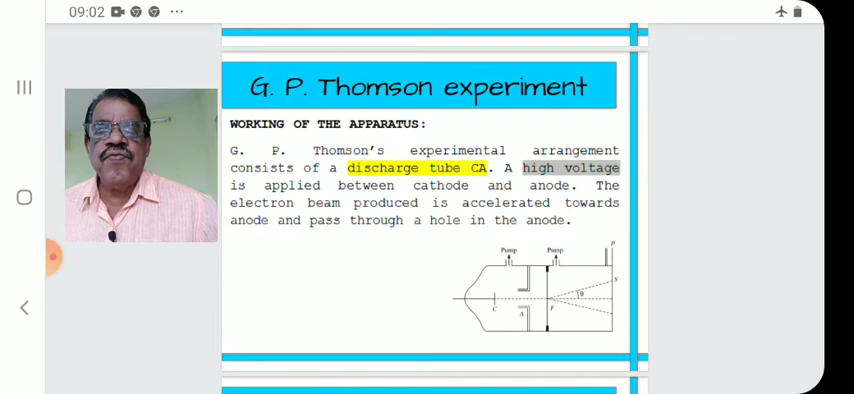 09:02
G. P. Thomson experiment
WORKING OF THE APPARATUS:
G. P. Thomson's experimental arrangement
consists of a discharge tube CA. A high voltage
is applied between cathode and anode. The
electron beam produced is accelerated towards
anode and pass through a hole in the anode.
Pump Pump P
S
θ
C A F